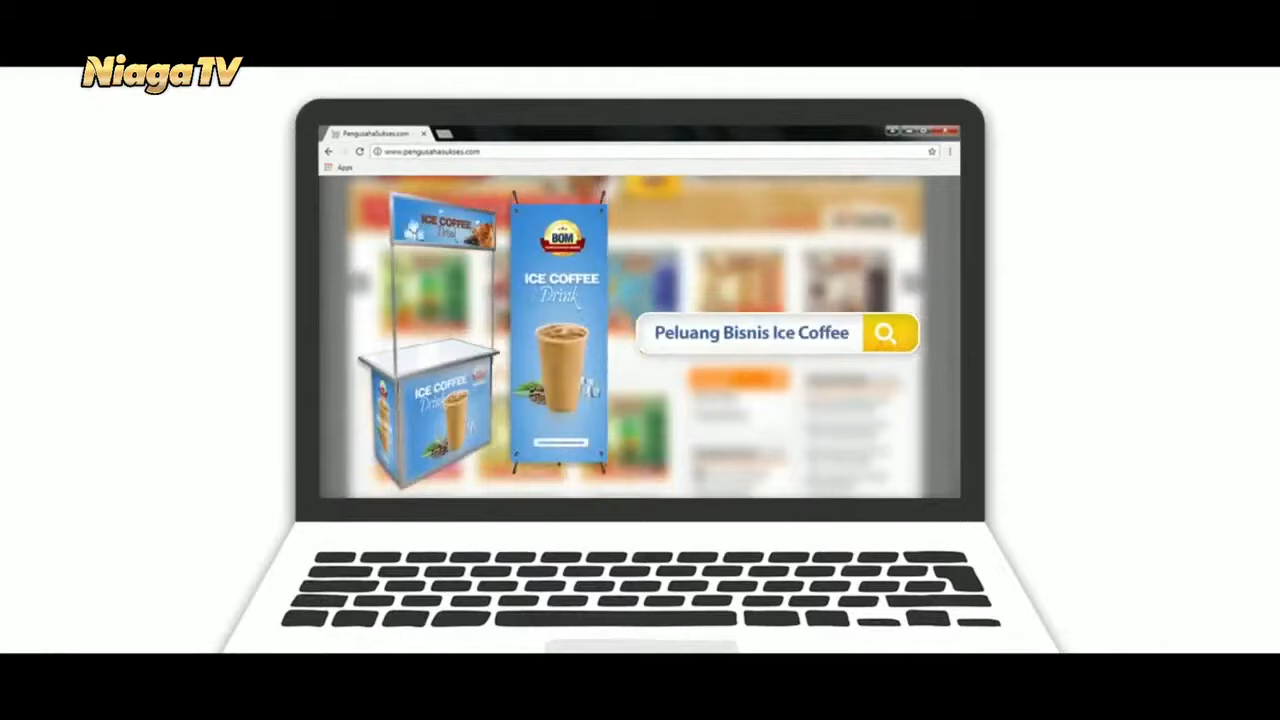 NiagaTV
PengusahaSukses.com
www.pengusahasukses.com
Apps
ICE COFFEE
Drink
BOM
ICE COFFEE
Drink
Peluang Bisnis Ice Coffee
ICE COFFEE
Drink